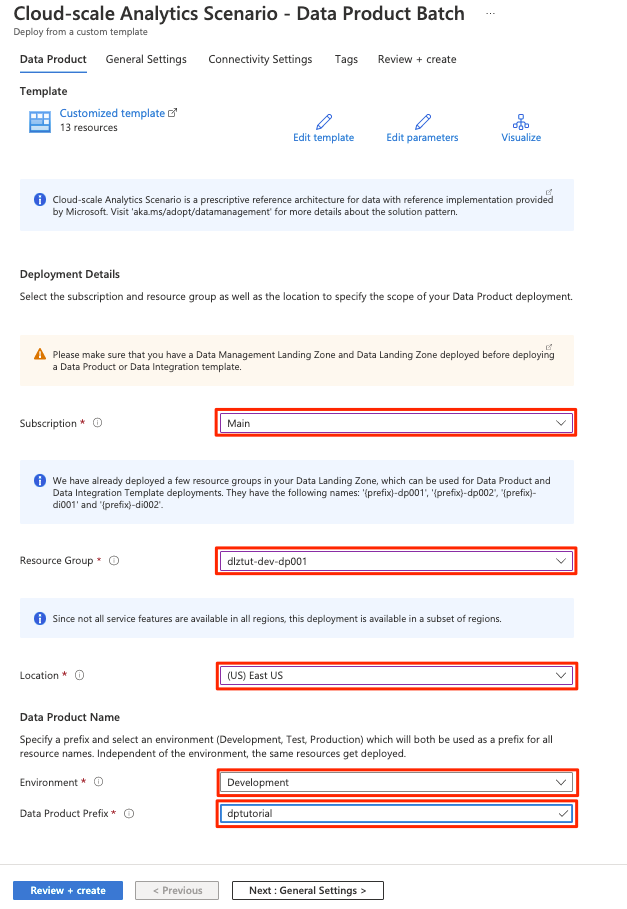 Cloud-scale Analytics Scenario - Data Product Batch ...
Deploy from a custom template
Data Product General Settings Connectivity Settings Tags Review + create
Template
Customized template
13 resources
Edit template Edit parameters Visualize
Cloud-scale Analytics Scenario is a prescriptive reference architecture for data with reference implementation provided
by Microsoft. Visit 'aka.ms/adopt/datamanagement' for more details about the solution pattern.
Deployment Details
Select the subscription and resource group as well as the location to specify the scope of your Data Product deployment.
Please make sure that you have a Data Management Landing Zone and Data Landing Zone deployed before deploying
a Data Product or Data Integration template.
Subscription * Main
We have already deployed a few resource groups in your Data Landing Zone, which can be used for Data Product and
Data Integration Template deployments. They have the following names: '{prefix}-dp001', '{prefix}-dp002', '{prefix}-
di001' and '{prefix}-di002'.
Resource Group * dlztut-dev-dp001
Since not all service features are available in all regions, this deployment is available in a subset of regions.
Location * (US) East US
Data Product Name
Specify a prefix and select an environment (Development, Test, Production) which will both be used as a prefix for all
resource names. Independent of the environment, the same resources get deployed.
Environment * Development
Data Product Prefix * dptutorial
Review + create < Previous Next : General Settings >